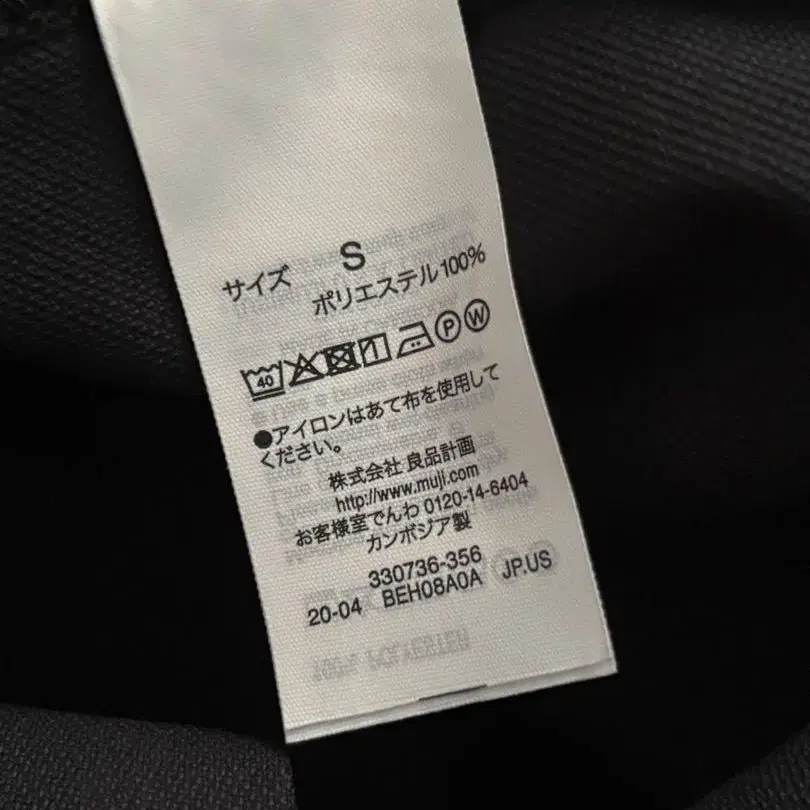 サイズ S
ポリエステル100%
40 P W
●アイロンはあて布を使用して
ください。
株式会社 良品計画
http://www.muji.com
お客様室でんわ 0120-14-6404
カンボジア製
330736-356
20-04 BEH08A0A JP.US
100% POLYESTER